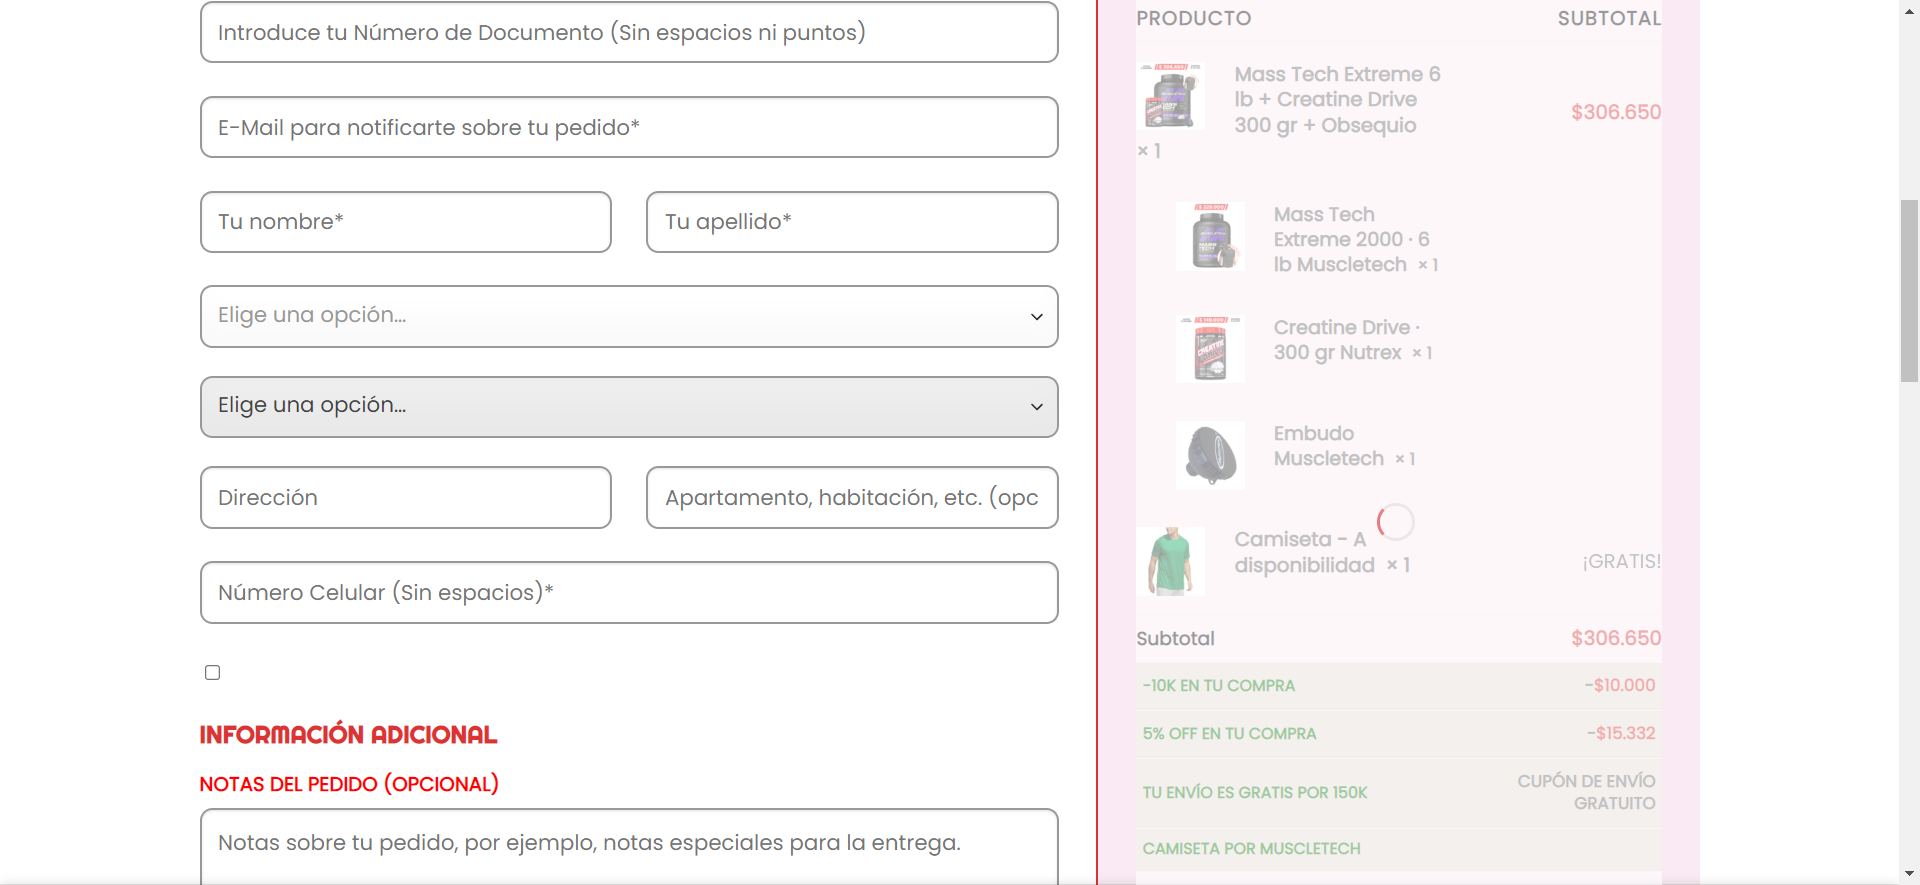 Introduce tu Número de Documento (Sin espacios ni puntos)
E-Mail para notificarte sobre tu pedido*
Tu nombre*
Tu apellido*
Elige una opción...
Elige una opción...
Dirección
Apartamento, habitación, etc. (opc
Número Celular (Sin espacios)*
INFORMACIÓN ADICIONAL
NOTAS DEL PEDIDO (OPCIONAL)
Notas sobre tu pedido, por ejemplo, notas especiales para la entrega.
PRODUCTO
SUBTOTAL
Mass Tech Extreme 6
lb + Creatine Drive
300 gr + Obsequio
× 1
$306.650
Mass Tech
Extreme 2000 · 6
lb Muscletech × 1
Creatine Drive ·
300 gr Nutrex × 1
Embudo
Muscletech × 1
Camiseta - A
disponibilidad × 1
¡GRATIS!
Subtotal
$306.650
-10K EN TU COMPRA
-$10.000
5% OFF EN TU COMPRA
-$15.332
TU ENVÍO ES GRATIS POR 150K
CUPÓN DE ENVÍO
GRATUITO
CAMISETA POR MUSCLETECH